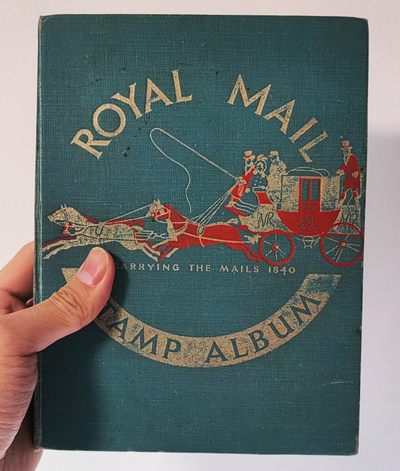 ROYAL MAIL
CARRYING THE MAILS 1840
AMP ALBUM